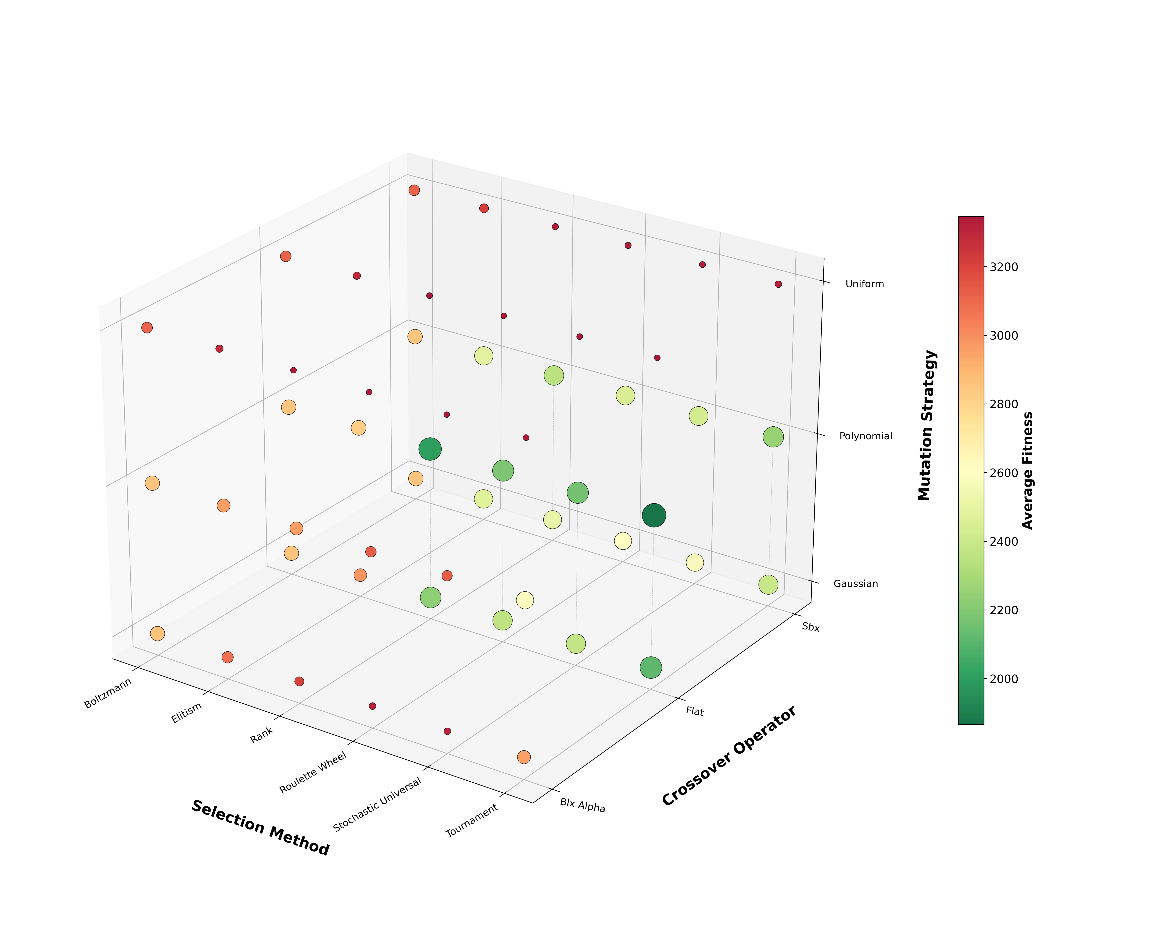 Uniform
Polynomial
Gaussian
Sbx
Flat
Blx Alpha
Boltzmann
Elitism
Rank
Roulette Wheel
Stochastic Universal
Tournament
Selection Method
Crossover Operator
Mutation Strategy
Average Fitness
3200
3000
2800
2600
2400
2200
2000